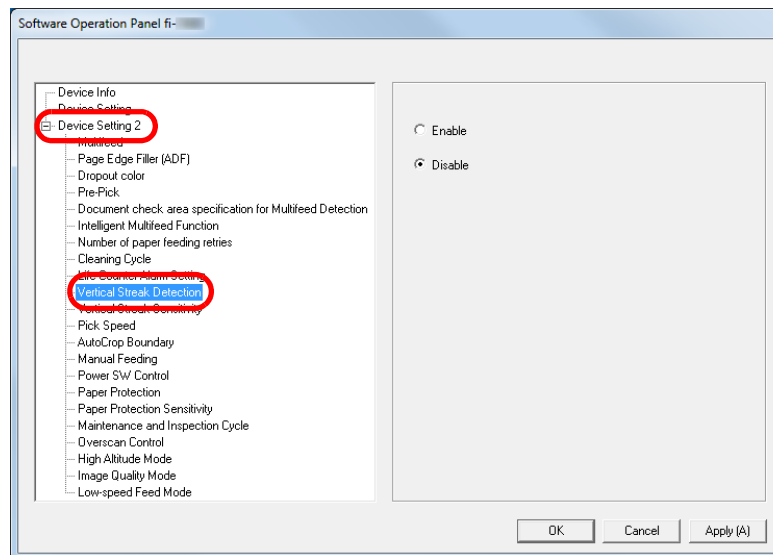 Software Operation Panel fi-
Device Info
Device Setting
Device Setting 2
Multifeed
Page Edge Filler (ADF)
Dropout color
Pre-Pick
Document check area specification for Multifeed Detection
Intelligent Multifeed Function
Number of paper feeding retries
Cleaning Cycle
Life Counter Alarm Setting
Vertical Streak Detection
Vertical Streak Sensitivity
Pick Speed
AutoCrop Boundary
Manual Feeding
Power SW Control
Paper Protection
Paper Protection Sensitivity
Maintenance and Inspection Cycle
Overscan Control
High Altitude Mode
Image Quality Mode
Low-speed Feed Mode
Enable
Disable
OK
Cancel
Apply (A)